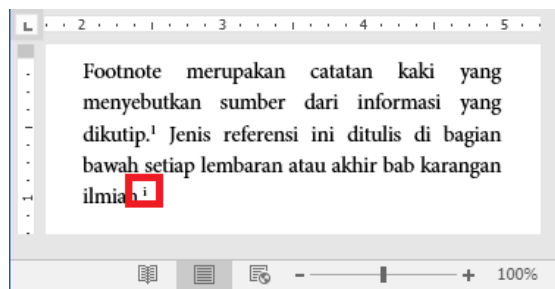 L 2 3 4 5
Footnote merupakan catatan kaki yang
menyebutkan sumber dari informasi yang
dikutip.¹ Jenis referensi ini ditulis di bagian
bawah setiap lembaran atau akhir bab karangan
ilmiah.ⁱ
1
- + 100%